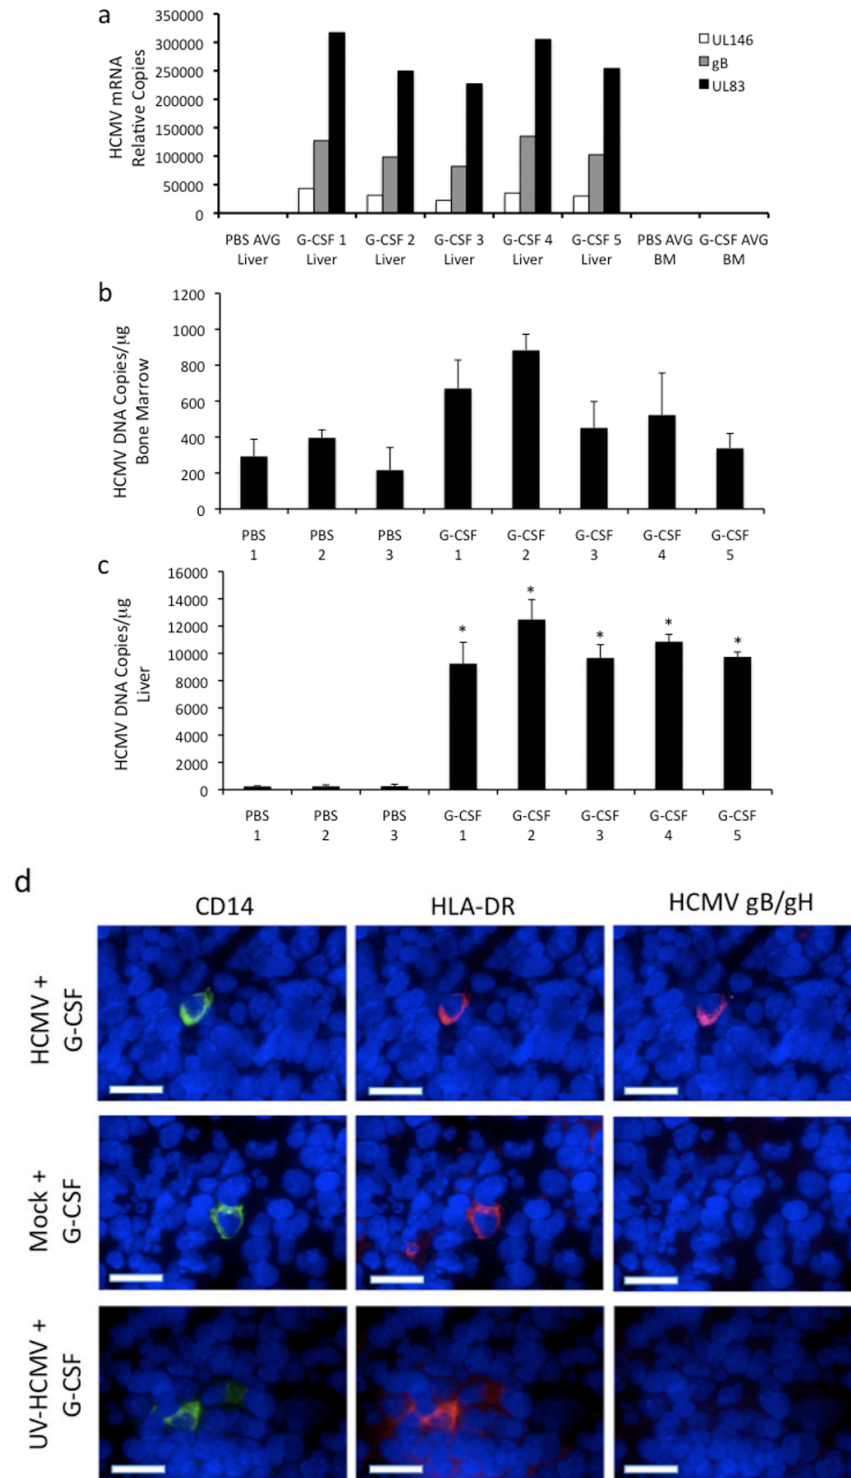 a
HCMV mRNA
Relative Copies
350000
300000
250000
200000
150000
100000
50000
0
UL146
gB
UL83
PBS AVG G-CSF 1 G-CSF 2 G-CSF 3 G-CSF 4 G-CSF 5 PBS AVG G-CSF AVG
Liver Liver Liver Liver Liver Liver BM BM
b
HCMV DNA Copies/µg
Bone Marrow
1200
1000
800
600
400
200
0
PBS PBS PBS G-CSF G-CSF G-CSF G-CSF G-CSF
1 2 3 1 2 3 4 5
c
HCMV DNA Copies/µg
Liver
16000
14000
12000
10000
8000
6000
4000
2000
0
* * * * *
PBS PBS PBS G-CSF G-CSF G-CSF G-CSF G-CSF
1 2 3 1 2 3 4 5
d
CD14 HLA-DR HCMV gB/gH
HCMV +
G-CSF
Mock +
G-CSF
UV-HCMV +
G-CSF